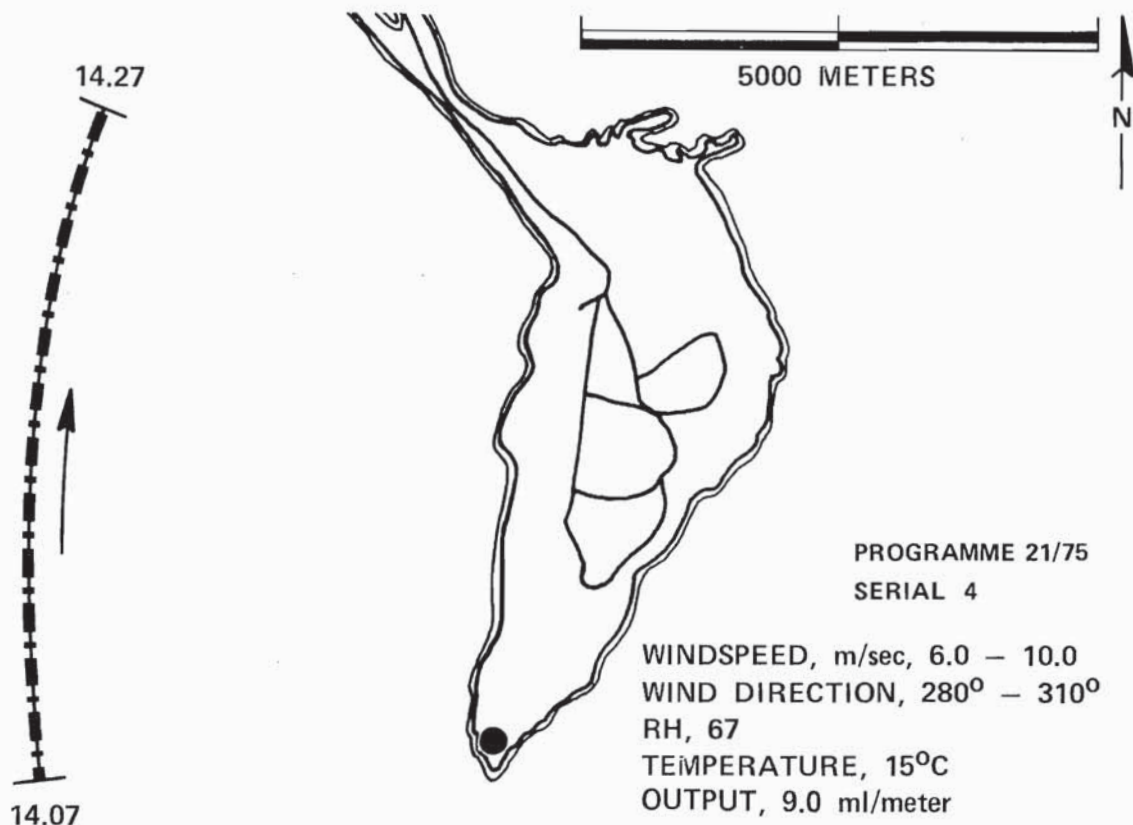 14.27
5000 METERS
N
PROGRAMME 21/75
SERIAL 4
WINDSPEED, m/sec, 6.0 – 10.0
WIND DIRECTION, 280° – 310°
RH, 67
TEMPERATURE, 15°C
OUTPUT, 9.0 ml/meter
14.07